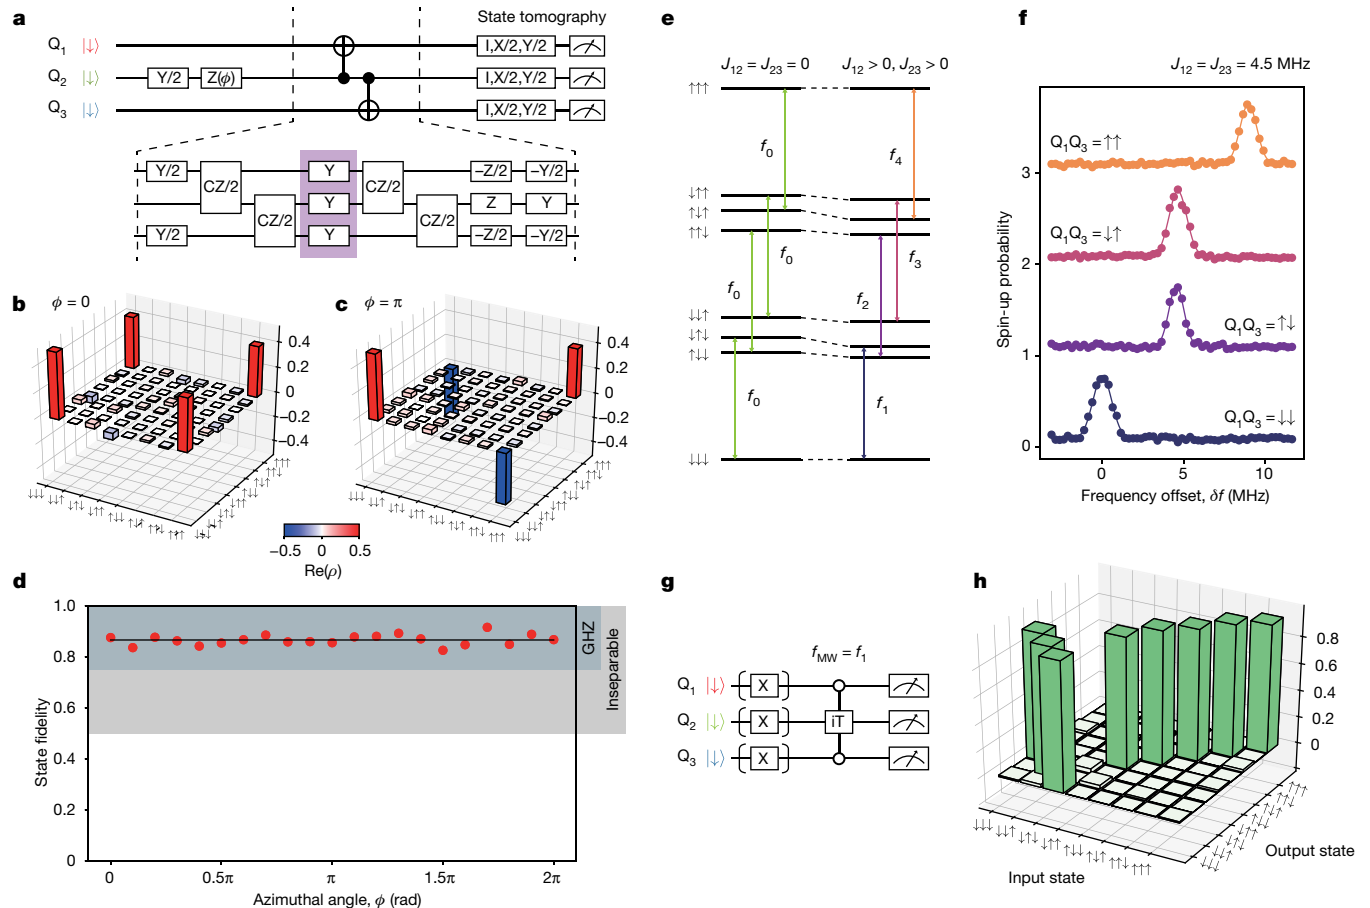 a
State tomography
Q1 |↓⟩ I,X/2,Y/2
Q2 |↓⟩ Y/2 Z(ϕ) I,X/2,Y/2
Q3 |↓⟩ I,X/2,Y/2
Y/2 CZ/2 Y CZ/2 −Z/2 −Y/2
CZ/2 Y CZ/2 Z Y
Y/2 Y −Z/2 −Y/2
b
ϕ = 0
0.4
0.2
0
−0.2
−0.4
↓↓↓ ↓↓↑ ↓↑↓ ↑↓↓ ↓↑↑ ↑↓↑ ↑↑↓ ↑↑↑
c
ϕ = π
0.4
0.2
0
−0.2
−0.4
−0.5 0 0.5
Re(ρ)
d
State fidelity
1.0
0.8
0.6
0.4
0.2
0
GHZ
Inseparable
0 0.5π π 1.5π 2π
Azimuthal angle, ϕ (rad)
e
J12 = J23 = 0
J12 > 0, J23 > 0
↑↑↑
↓↑↑
↑↓↑
↑↑↓
↓↓↑
↓↑↓
↑↓↓
↓↓↓
f0
f0
f0
f0
f4
f3
f2
f1
f
J12 = J23 = 4.5 MHz
Spin-up probability
3
2
1
0
Q1Q3 = ↑↑
Q1Q3 = ↓↑
Q1Q3 = ↑↓
Q1Q3 = ↓↓
0 5 10
Frequency offset, δf (MHz)
g
fMW = f1
Q1 |↓⟩ X
Q2 |↓⟩ X iT
Q3 |↓⟩ X
h
0.8
0.6
0.4
0.2
0
Input state
Output state